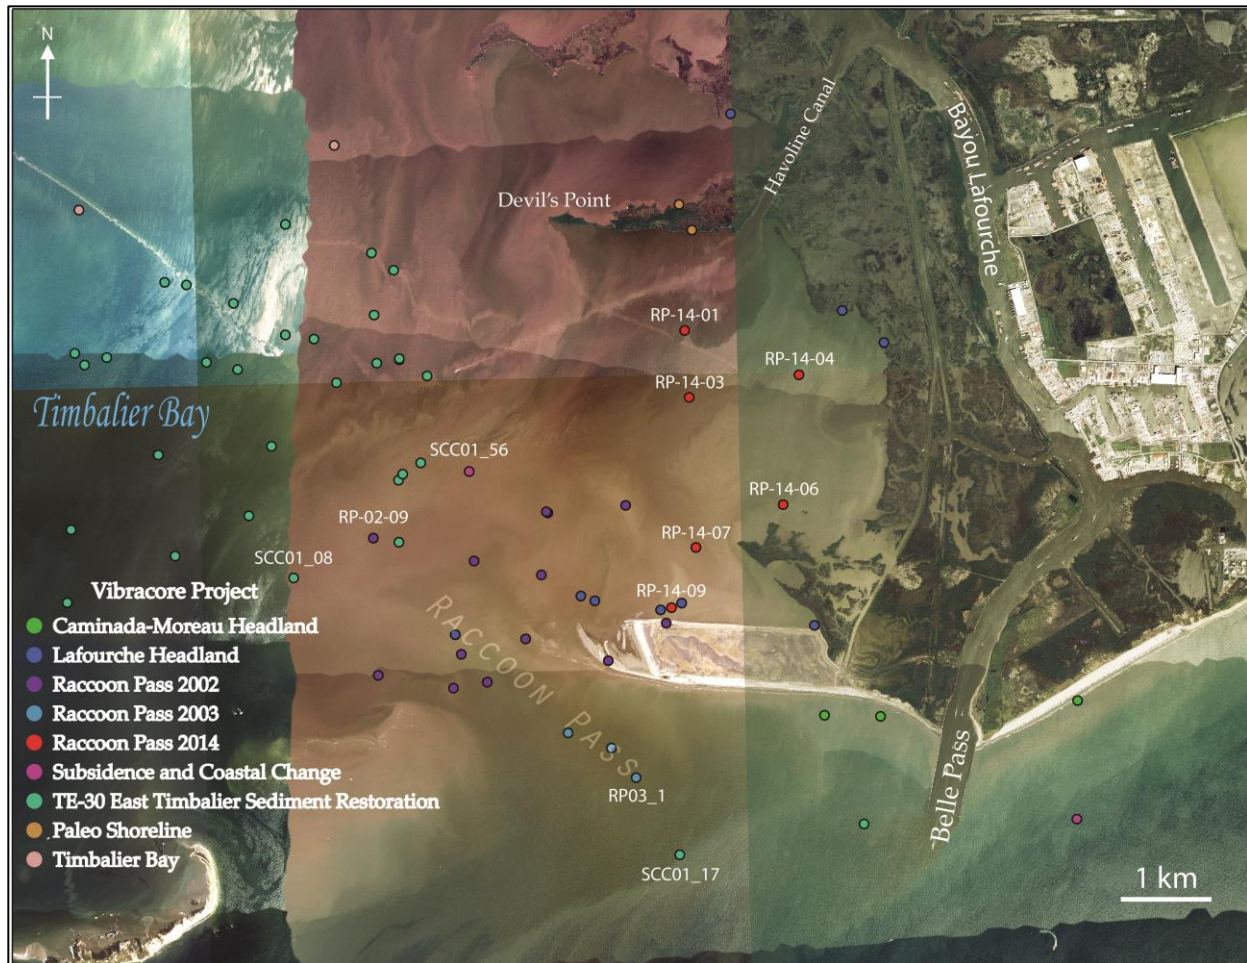 N
Havoline Canal
Bayou Lafourche
Devil's Point
RP-14-01
RP-14-04
RP-14-03
Timbalier Bay
SCC01_56
RP-14-06
RP-02-09
RP-14-07
SCC01_08
RP-14-09
RACCOON PASS
Vibracore Project
Caminada-Moreau Headland
Lafourche Headland
Raccoon Pass 2002
Raccoon Pass 2003
Raccoon Pass 2014
Subsidence and Coastal Change
TE-30 East Timbalier Sediment Restoration
Paleo Shoreline
Timbalier Bay
RP03_1
Belle Pass
SCC01_17
1 km